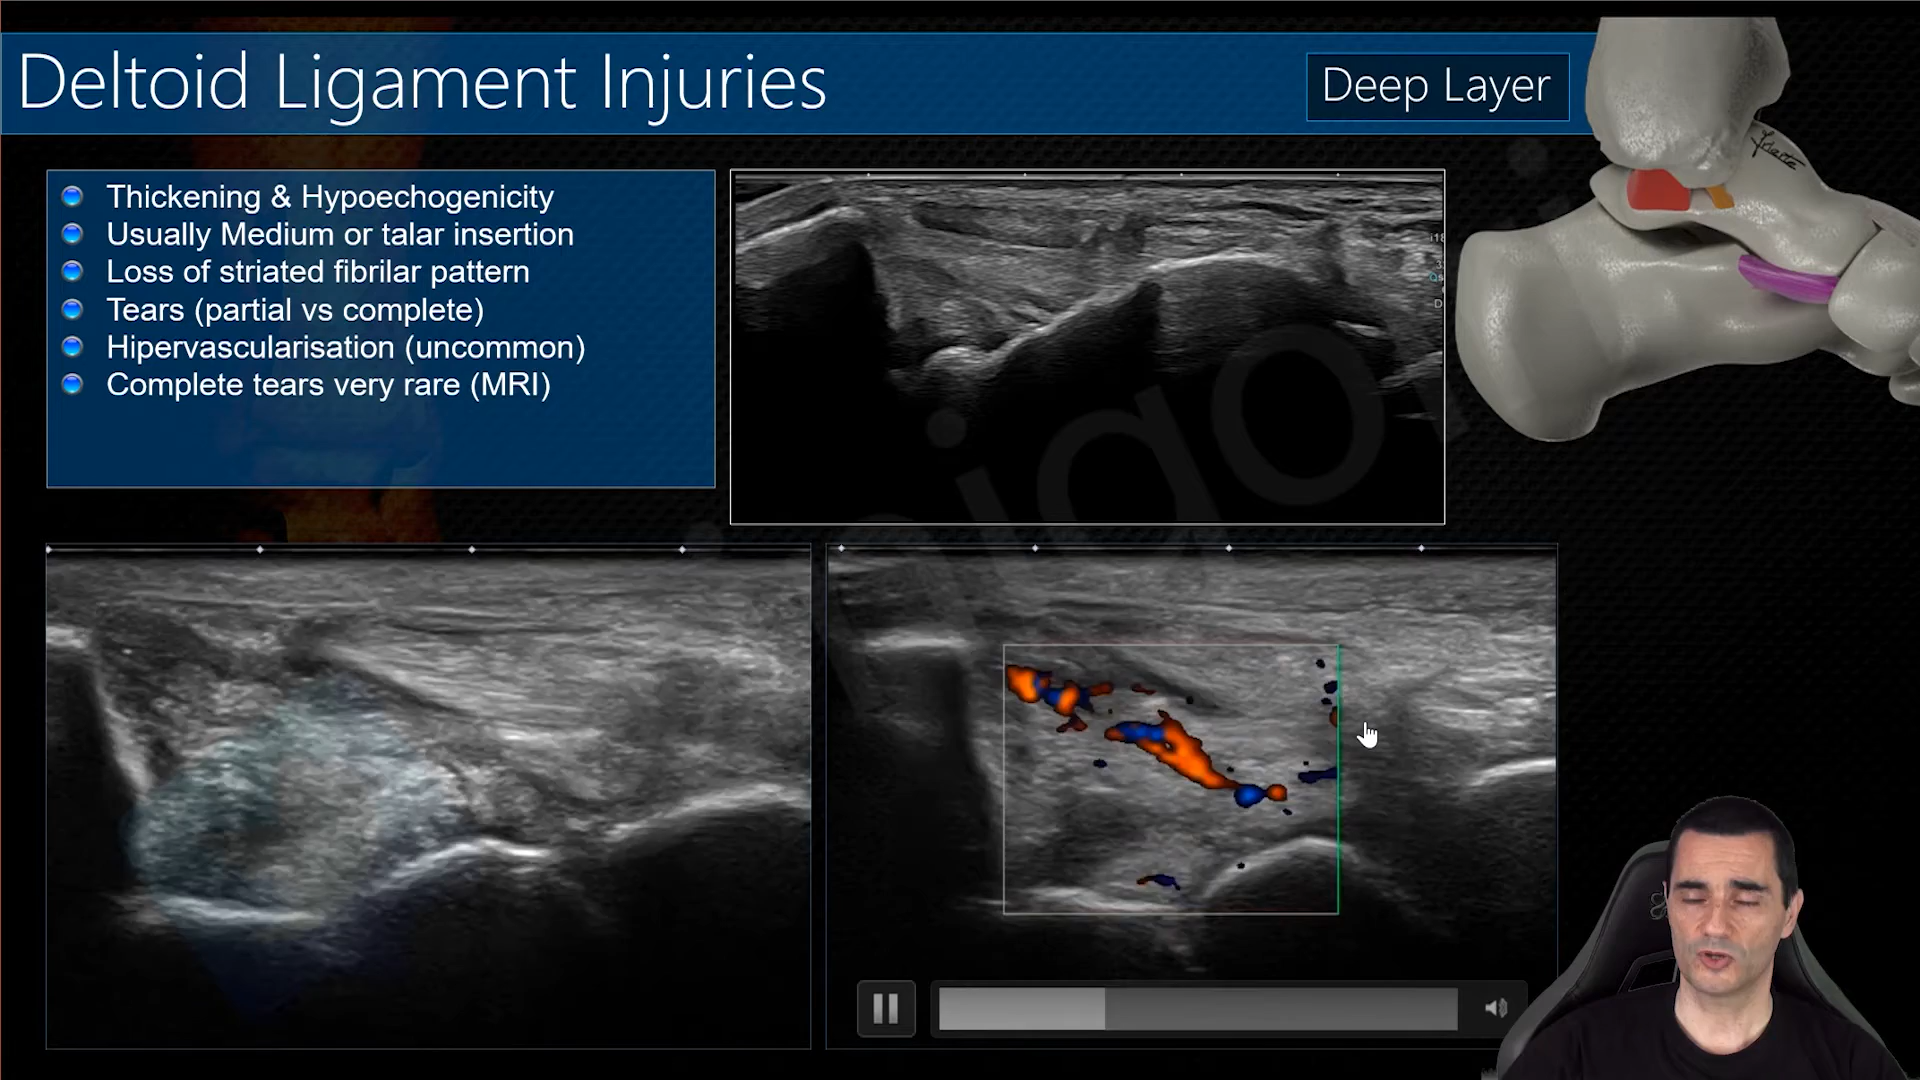 Deltoid Ligament Injuries
Deep Layer
Thickening & Hypoechogenicity
Usually Medium or talar insertion
Loss of striated fibrilar pattern
Tears (partial vs complete)
Hipervascularisation (uncommon)
Complete tears very rare (MRI)